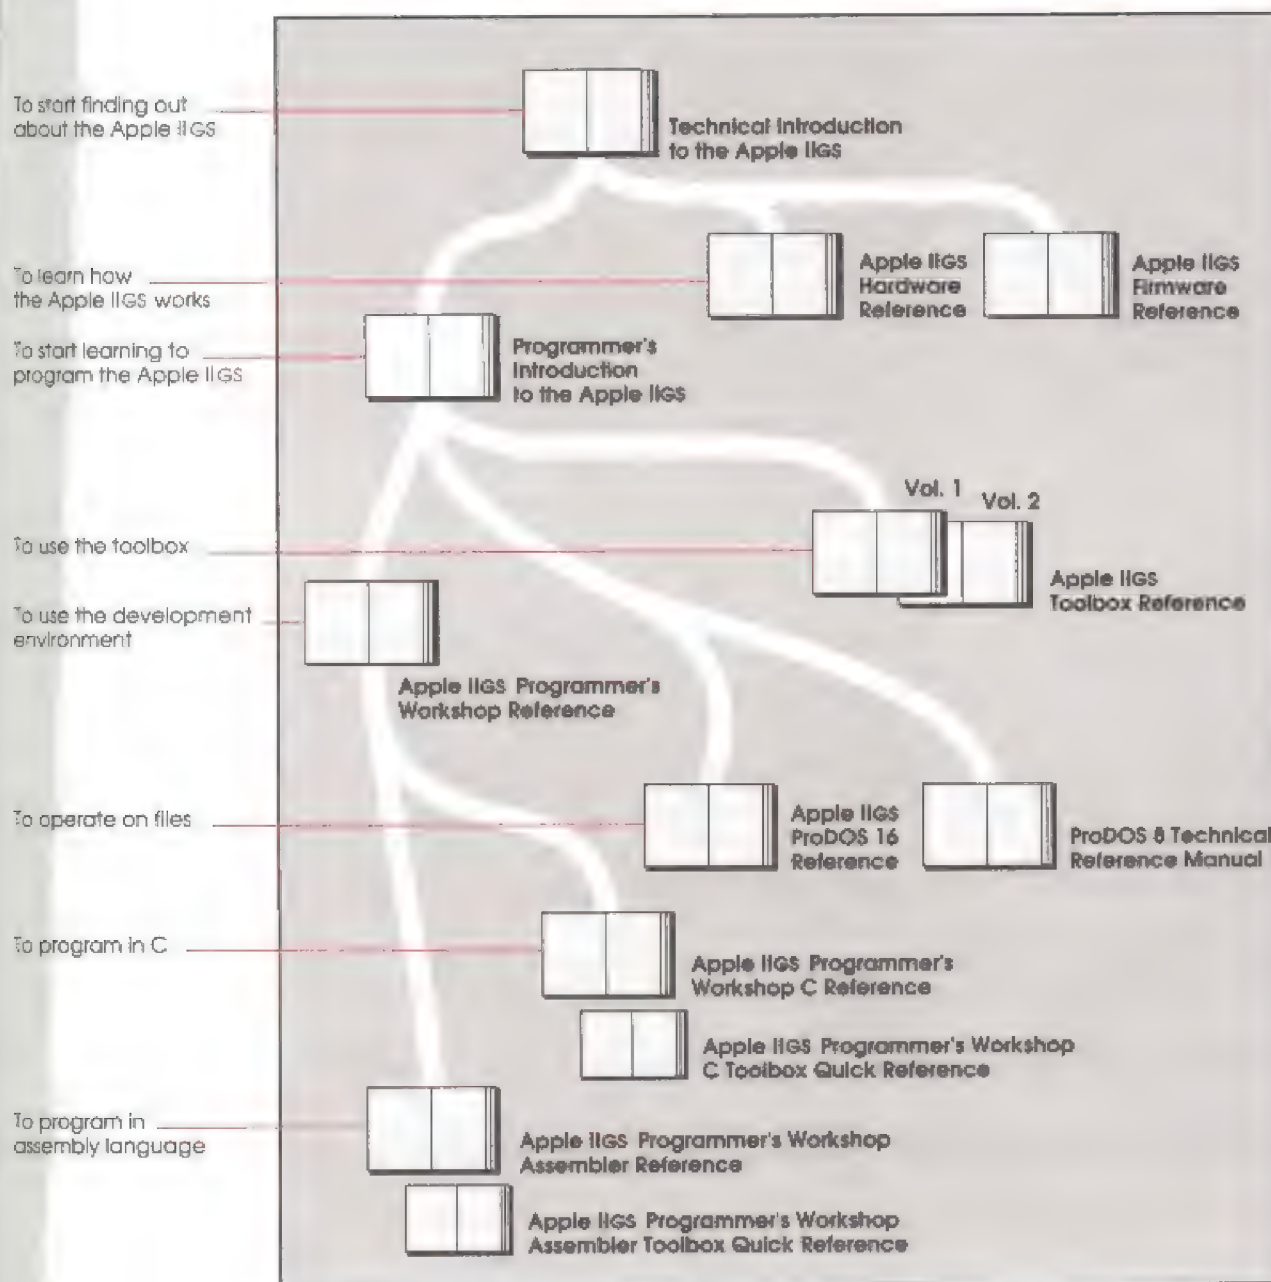 To start finding out
about the Apple IIGS
Technical Introduction
to the Apple IIGS
To learn how
the Apple IIGS works
Apple IIGS
Hardware
Reference
Apple IIGS
Firmware
Reference
To start learning to
program the Apple IIGS
Programmer's
Introduction
to the Apple IIGS
Vol. 1
Vol. 2
To use the toolbox
Apple IIGS
Toolbox Reference
To use the development
environment
Apple IIGS Programmer's
Workshop Reference
To operate on files
Apple IIGS
ProDOS 16
Reference
ProDOS 8 Technical
Reference Manual
To program in C
Apple IIGS Programmer's
Workshop C Reference
Apple IIGS Programmer's Workshop
C Toolbox Quick Reference
To program in
assembly language
Apple IIGS Programmer's Workshop
Assembler Reference
Apple IIGS Programmer's Workshop
Assembler Toolbox Quick Reference